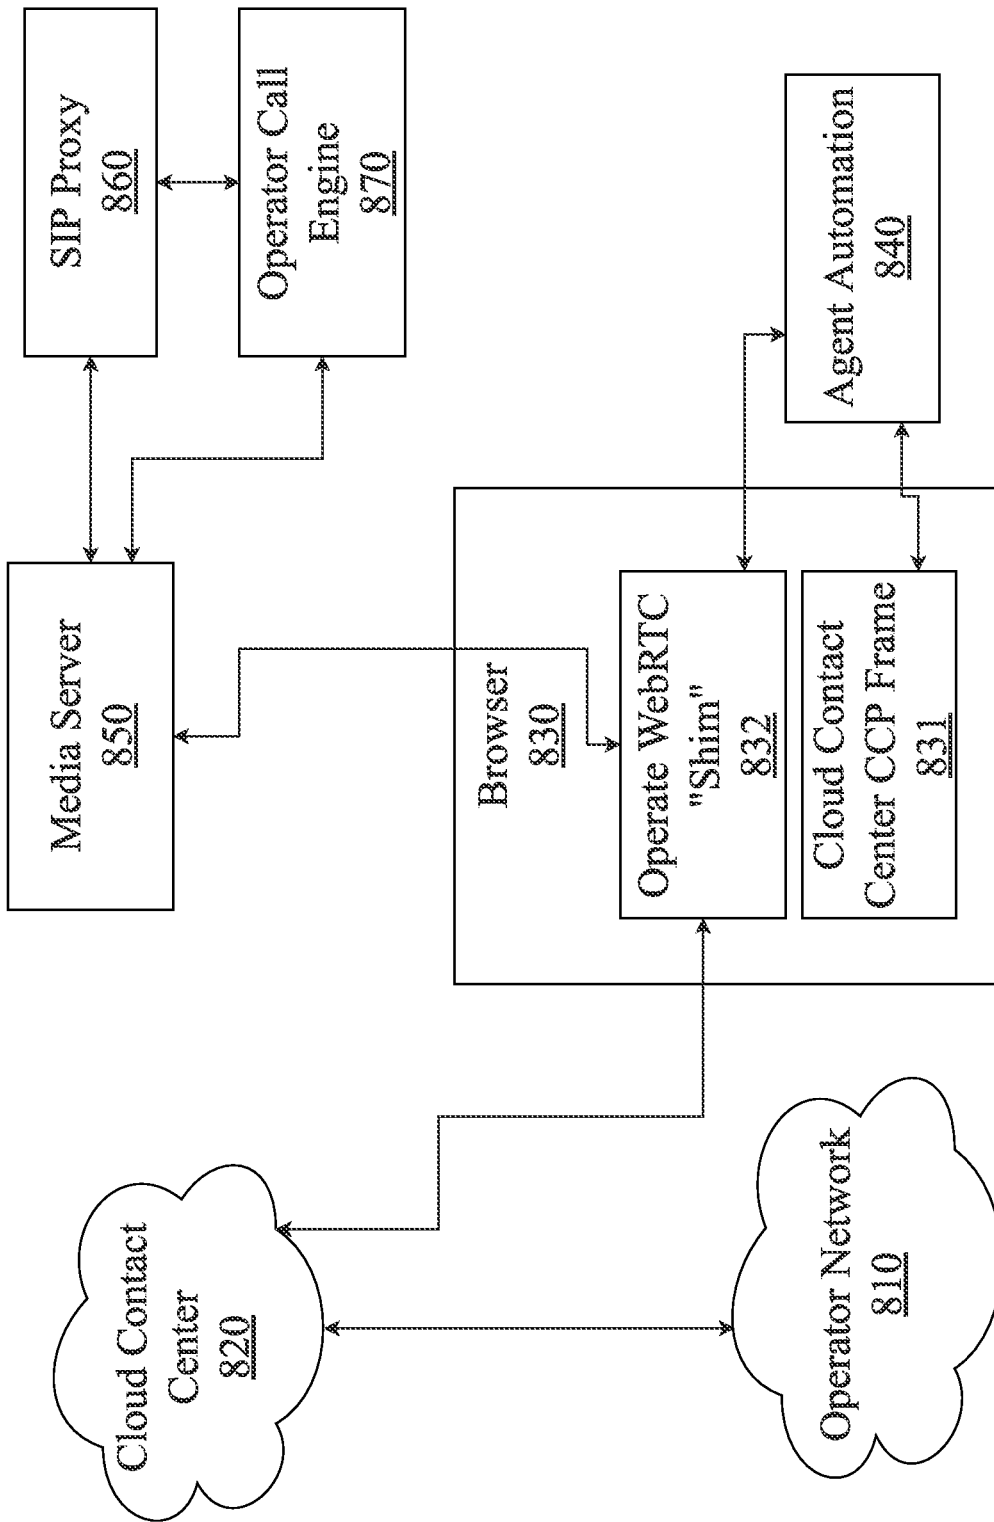 Cloud Contact
Center
820
Media Server
850
SIP Proxy
860
Operator Call
Engine
870
Browser
830
Operate WebRTC
"Shim"
832
Cloud Contact
Center CCP Frame
831
Operator Network
810
Agent Automation
840